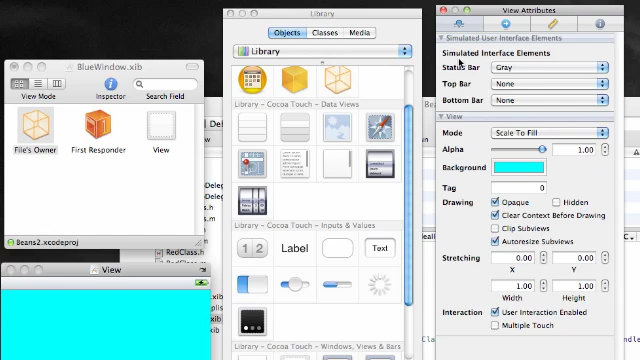 BlueWindow.xib
View Mode
Inspector
Search Field
File's Owner
First Responder
View
Beans2.xcodeproj
View
Library
Objects
Classes
Media
Library
Library – Cocoa Touch – Data Views
Library – Cocoa Touch – Inputs & Values
1 2
Label
Text
Library – Cocoa Touch – Windows, Views & Bars
View Attributes
Simulated User Interface Elements
Simulated Interface Elements
Status Bar
Gray
Top Bar
None
Bottom Bar
None
View
Mode
Scale To Fill
Alpha
1.00
Background
Tag
0
Drawing
Opaque
Hidden
Clear Context Before Drawing
Clip Subviews
Autoresize Subviews
Stretching
0.00
0.00
X
Y
1.00
1.00
Width
Height
Interaction
User Interaction Enabled
Multiple Touch
RedClass.h